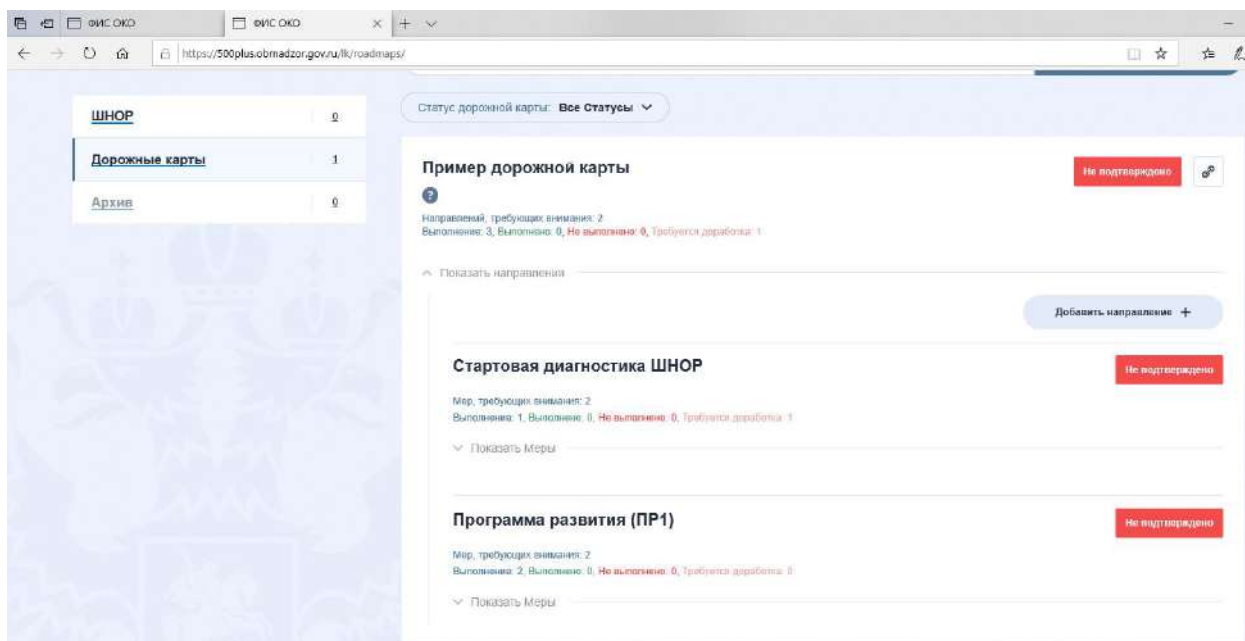 ФИС ОКО
ФИС ОКО
https://500plus.obrnadzor.gov.ru/lk/roadmaps/
ШНОР 0
Статус дорожной карты: Все Статусы
Дорожные карты 1
Архив 0
Пример дорожной карты
Не подтверждено
?
Направлений, требующих внимания: 2
Выполнение: 3, Выполнено: 0, Не выполнено: 0, Требуется доработка: 1
Показать направления
Добавить направление +
Стартовая диагностика ШНОР
Не подтверждено
Мер, требующих внимания: 2
Выполнения: 1, Выполнено: 0, Не выполнено: 0, Требуется доработка: 1
Показать Меры
Программа развития (ПР1)
Не подтверждено
Мер, требующих внимания: 2
Выполнения: 2, Выполнено: 0, Не выполнено: 0, Требуется доработка: 0
Показать Меры